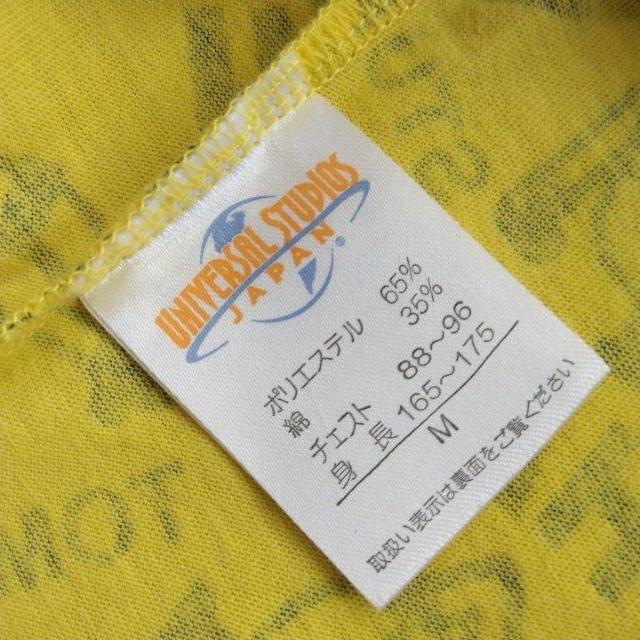 UNIVERSAL STUDIOS
JAPAN
®
ポリエステル 65%
綿 35%
チェスト 88〜96
身長 165〜175
M
取扱い表示は裏面をご覧ください